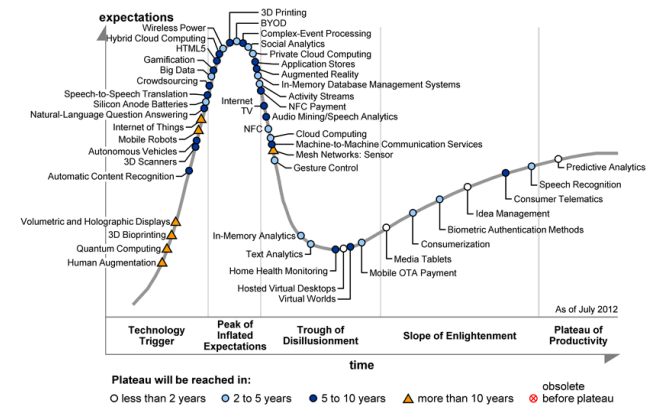 expectations
3D Printing
BYOD
Wireless Power
Complex-Event Processing
Hybrid Cloud Computing
Social Analytics
HTML5
Private Cloud Computing
Gamification
Application Stores
Big Data
Augmented Reality
Crowdsourcing
In-Memory Database Management Systems
Speech-to-Speech Translation
Activity Streams
Silicon Anode Batteries
Internet TV
NFC Payment
Natural-Language Question Answering
Audio Mining/Speech Analytics
Internet of Things
NFC
Cloud Computing
Mobile Robots
Machine-to-Machine Communication Services
Autonomous Vehicles
Mesh Networks: Sensor
3D Scanners
Gesture Control
Automatic Content Recognition
Predictive Analytics
Speech Recognition
Consumer Telematics
Idea Management
Volumetric and Holographic Displays
Biometric Authentication Methods
3D Bioprinting
In-Memory Analytics
Consumerization
Quantum Computing
Text Analytics
Media Tablets
Human Augmentation
Home Health Monitoring
Mobile OTA Payment
Hosted Virtual Desktops
Virtual Worlds
As of July 2012
Technology Trigger
Peak of Inflated Expectations
Trough of Disillusionment
Slope of Enlightenment
Plateau of Productivity
time
Plateau will be reached in:
less than 2 years
2 to 5 years
5 to 10 years
more than 10 years
obsolete before plateau